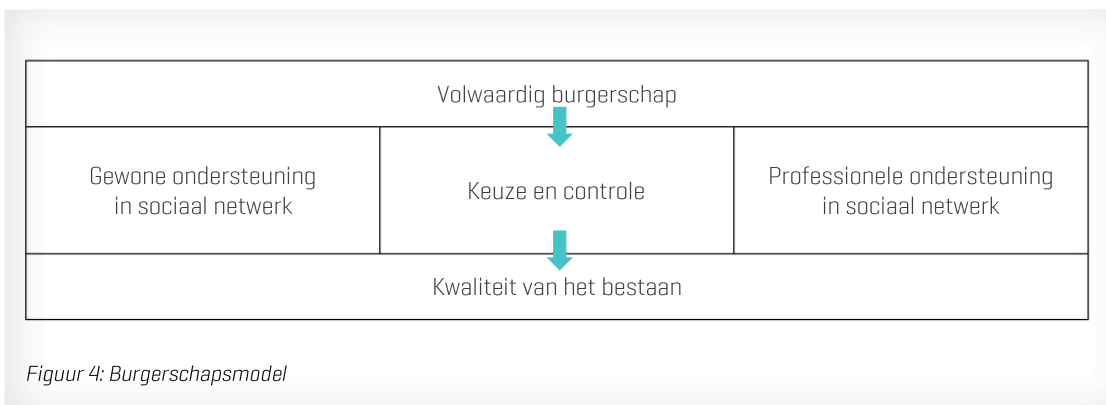 Volwaardig burgerschap
Gewone ondersteuning
in sociaal netwerk
Keuze en controle
Professionele ondersteuning
in sociaal netwerk
Kwaliteit van het bestaan
Figuur 4: Burgerschapsmodel